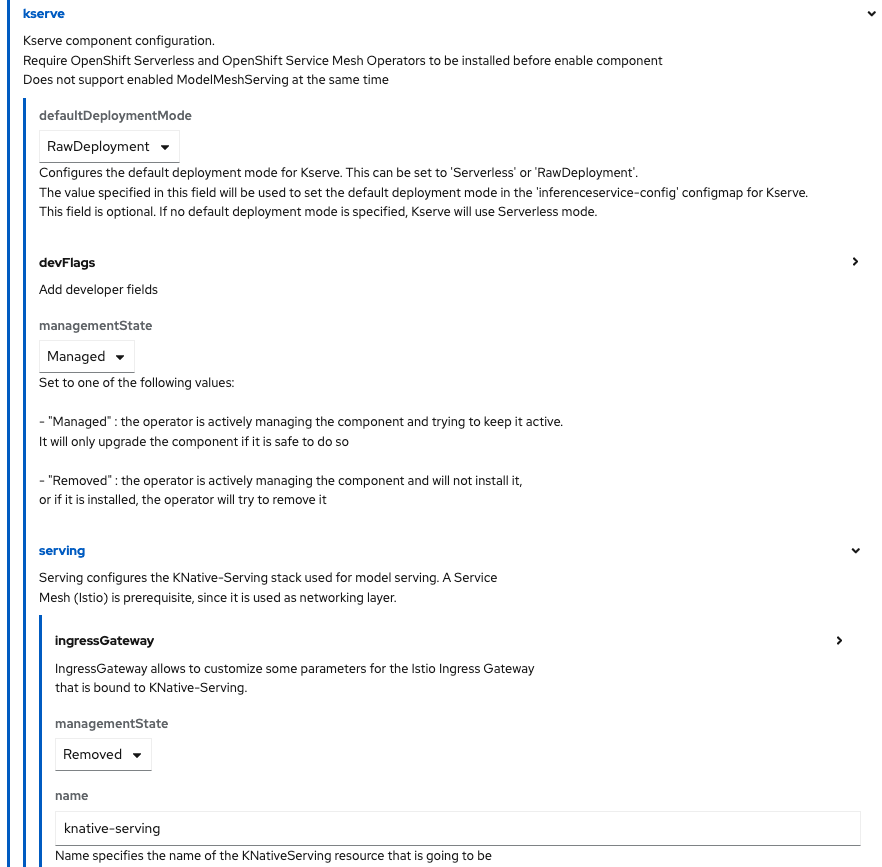 kserve
Kserve component configuration.
Require OpenShift Serverless and OpenShift Service Mesh Operators to be installed before enable component
Does not support enabled ModelMeshServing at the same time
defaultDeploymentMode
RawDeployment
Configures the default deployment mode for Kserve. This can be set to 'Serverless' or 'RawDeployment'.
The value specified in this field will be used to set the default deployment mode in the 'inferenceservice-config' configmap for Kserve.
This field is optional. If no default deployment mode is specified, Kserve will use Serverless mode.
devFlags
Add developer fields
managementState
Managed
Set to one of the following values:
- "Managed" : the operator is actively managing the component and trying to keep it active.
It will only upgrade the component if it is safe to do so
- "Removed" : the operator is actively managing the component and will not install it,
or if it is installed, the operator will try to remove it
serving
Serving configures the KNative-Serving stack used for model serving. A Service
Mesh (Istio) is prerequisite, since it is used as networking layer.
ingressGateway
IngressGateway allows to customize some parameters for the Istio Ingress Gateway
that is bound to KNative-Serving.
managementState
Removed
name
knative-serving
Name specifies the name of the KNativeServing resource that is going to be